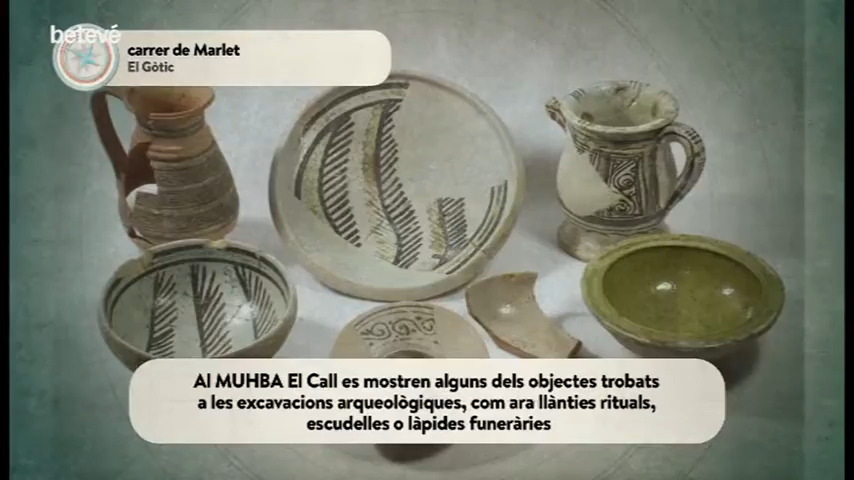 betevé
carrer de Marlet
El Gòtic
Al MUHBA El Call es mostren alguns dels objectes trobats
a les excavacions arqueològiques, com ara llànties rituals,
escudelles o làpides funeràries